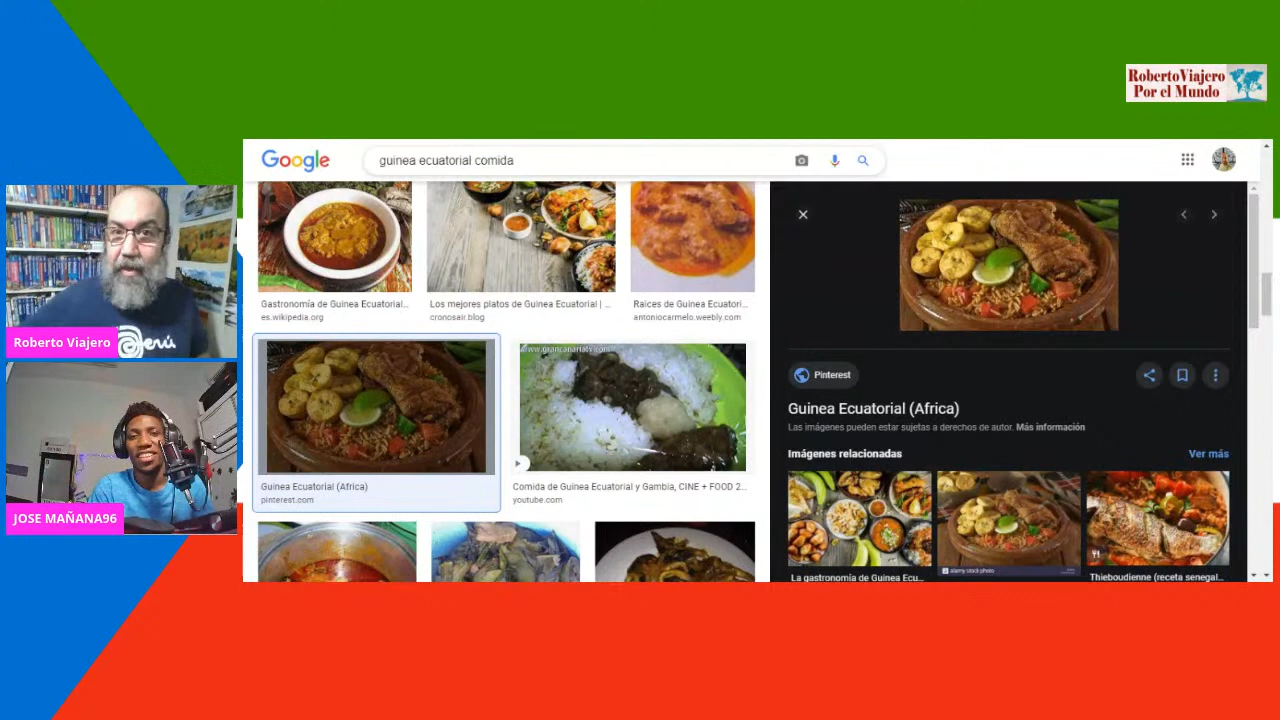 RobertoViajero
Por el Mundo
Google
guinea ecuatorial comida
Roberto Viajero
JOSE MAÑANA96
Gastronomía de Guinea Ecuatorial...
es.wikipedia.org
Los mejores platos de Guinea Ecuatorial | ...
cronosair.blog
Raices de Guinea Ecuatori...
antoniocarmelo.weebly.com
www.grancanariatv.com
Guinea Ecuatorial (Africa)
pinterest.com
Comida de Guinea Ecuatorial y Gambia, CINE + FOOD 2...
youtube.com
Pinterest
Guinea Ecuatorial (Africa)
Las imágenes pueden estar sujetas a derechos de autor. Más información
Imágenes relacionadas
Ver más
alamy stock photo
La gastronomía de Guinea Ecu...
Thieboudienne (receta senegal...